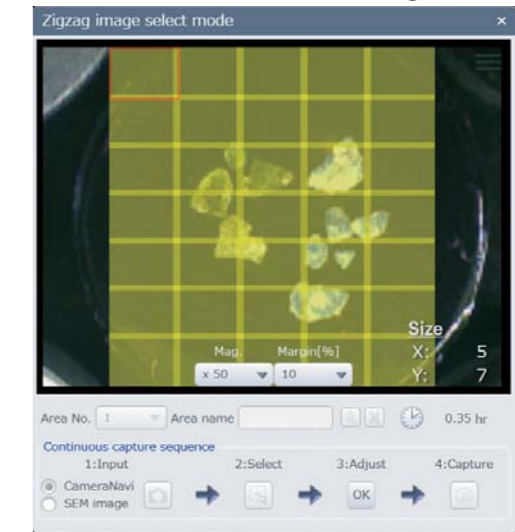 Zigzag image select mode ×
Size
Mag. Margin[%] X: 5
x 50 10 Y: 7
Area No. 1 Area name 0.35 hr
Continuous capture sequence
1:Input 2:Select 3:Adjust 4:Capture
CameraNavi
SEM image OK